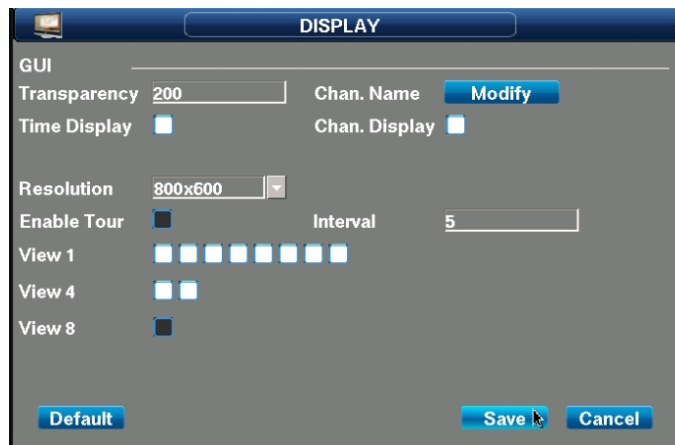 DISPLAY
GUI
Transparency 200 Chan. Name Modify
Time Display Chan. Display
Resolution 800x600
Enable Tour Interval 5
View 1
View 4
View 8
Default Save Cancel